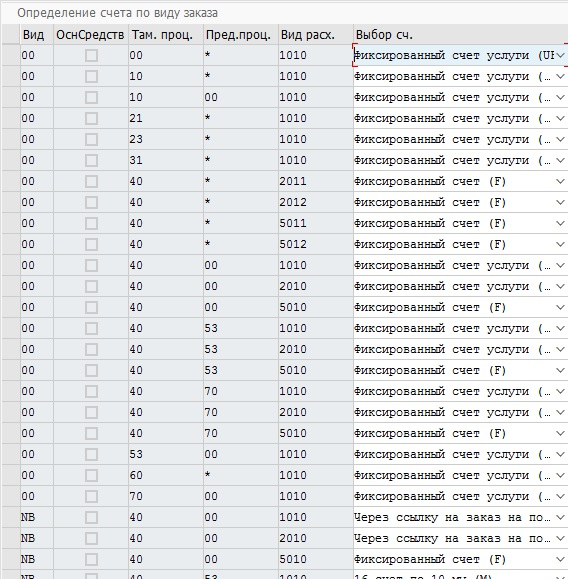 Определение счета по виду заказа
Вид ОснСредств Там. проц. Пред.проц. Вид расх. Выбор сч.
00 00 * 1010 Фиксированный счет услуги (UF
00 10 * 1010 Фиксированный счет услуги (…
00 10 00 1010 Фиксированный счет услуги (…
00 21 * 1010 Фиксированный счет услуги (…
00 23 * 1010 Фиксированный счет услуги (…
00 31 * 1010 Фиксированный счет услуги (…
00 40 * 2011 Фиксированный счет (F)
00 40 * 2012 Фиксированный счет (F)
00 40 * 5011 Фиксированный счет (F)
00 40 * 5012 Фиксированный счет (F)
00 40 00 1010 Фиксированный счет услуги (…
00 40 00 2010 Фиксированный счет услуги (…
00 40 00 5010 Фиксированный счет (F)
00 40 53 1010 Фиксированный счет услуги (…
00 40 53 2010 Фиксированный счет услуги (…
00 40 53 5010 Фиксированный счет (F)
00 40 70 1010 Фиксированный счет услуги (…
00 40 70 2010 Фиксированный счет услуги (…
00 40 70 5010 Фиксированный счет (F)
00 53 00 1010 Фиксированный счет услуги (…
00 60 * 1010 Фиксированный счет услуги (…
00 70 00 1010 Фиксированный счет услуги (…
NB 40 00 1010 Через ссылку на заказ на по…
NB 40 00 2010 Через ссылку на заказ на по…
NB 40 00 5010 Фиксированный счет (F)
NB 40 53 1010 16 счет по 10-му (M)